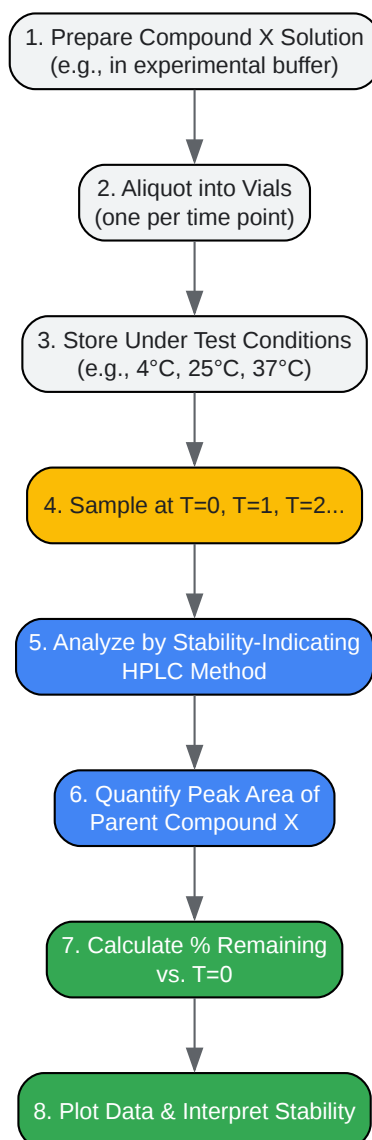 1. Prepare Compound X Solution
(e.g., in experimental buffer)
2. Aliquot into Vials
(one per time point)
3. Store Under Test Conditions
(e.g., 4°C, 25°C, 37°C)
4. Sample at T=0, T=1, T=2...
5. Analyze by Stability-Indicating
HPLC Method
6. Quantify Peak Area of
Parent Compound X
7. Calculate % Remaining
vs. T=0
8. Plot Data & Interpret Stability